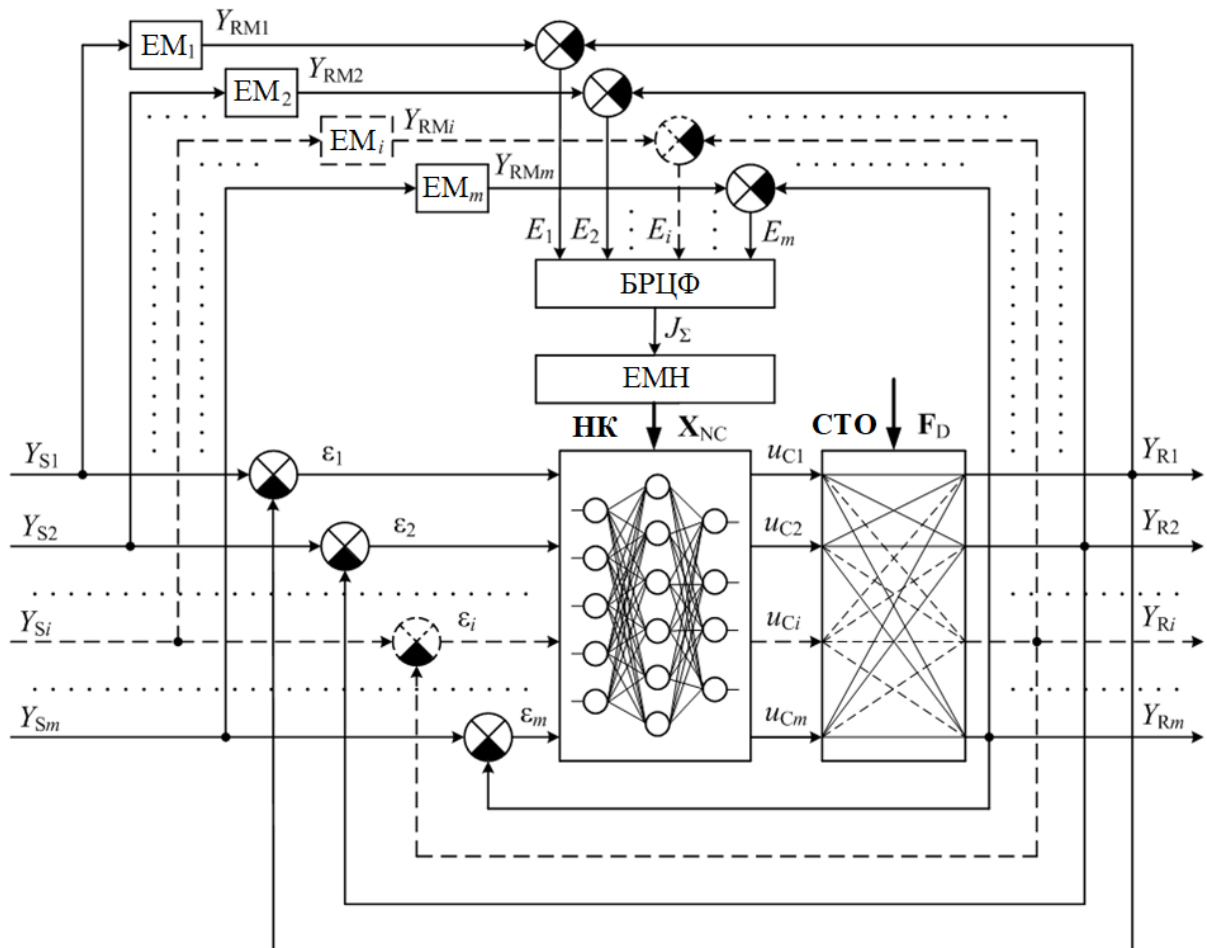 EM₁ Y_RM1
EM₂ Y_RM2
EMᵢ Y_RMi
EMₘ Y_RMm
E₁ E₂ Eᵢ Eₘ
БРЦФ
J_Σ
ЕМН
НК X_NC СТО F_D
Y_S1 ε₁ u_C1 Y_R1
Y_S2 ε₂ u_C2 Y_R2
Y_Si εᵢ u_Ci Y_Ri
Y_Sm εₘ u_Cm Y_Rm